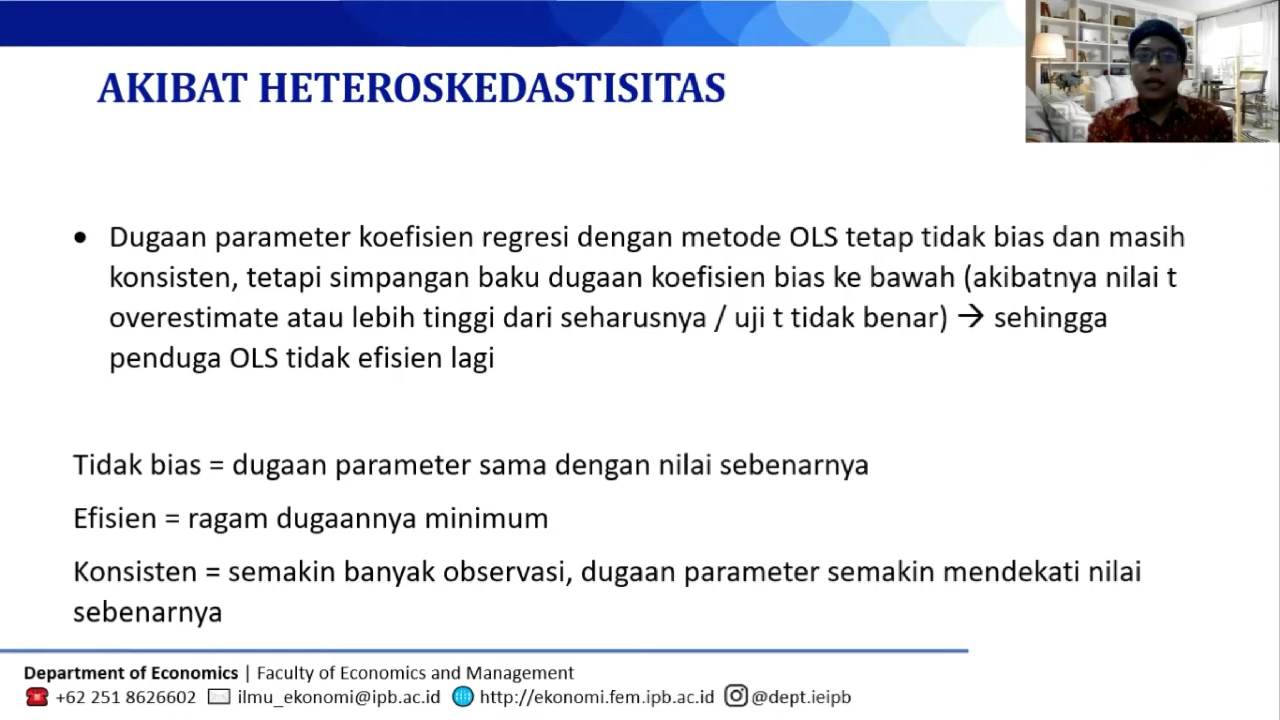 AKIBAT HETEROSKEDASTISITAS
• Dugaan parameter koefisien regresi dengan metode OLS tetap tidak bias dan masih
konsisten, tetapi simpangan baku dugaan koefisien bias ke bawah (akibatnya nilai t
overestimate atau lebih tinggi dari seharusnya / uji t tidak benar) → sehingga
penduga OLS tidak efisien lagi
Tidak bias = dugaan parameter sama dengan nilai sebenarnya
Efisien = ragam dugaannya minimum
Konsisten = semakin banyak observasi, dugaan parameter semakin mendekati nilai
sebenarnya
Department of Economics | Faculty of Economics and Management
+62 251 8626602 ilmu_ekonomi@ipb.ac.id http://ekonomi.fem.ipb.ac.id @dept.ieipb